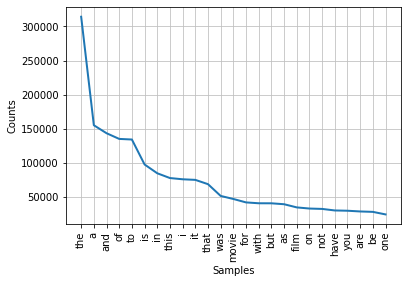 300000
250000
200000
150000
100000
50000
Counts
the
a
and
of
to
is
in
this
i
it
that
was
movie
for
with
but
as
film
on
not
have
you
are
be
one
Samples